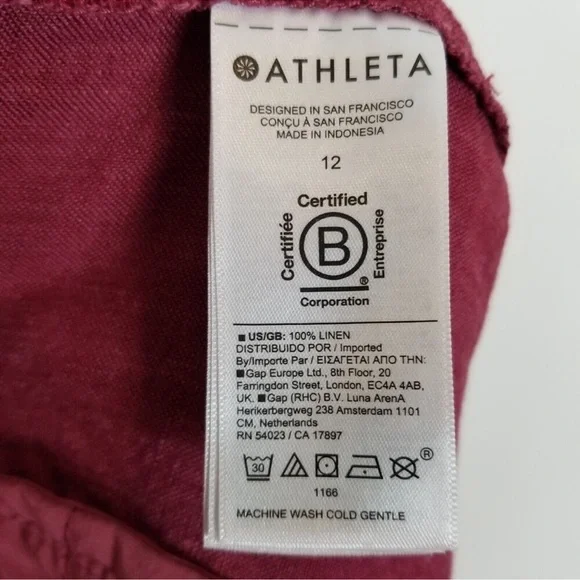 ATHLETA
DESIGNED IN SAN FRANCISCO
CONÇU À SAN FRANCISCO
MADE IN INDONESIA
12
Certified
Certifiée
B
Entreprise
®
Corporation
■ US/GB: 100% LINEN
DISTRIBUIDO POR / Imported
By/Importe Par / ΕΙΣΑΓΕΤΑΙ ΑΠΟ ΤΗΝ:
■Gap Europe Ltd., 8th Floor, 20
Farringdon Street, London, EC4A 4AB,
UK. ■Gap (RHC) B.V. Luna ArenA
Herikerbergweg 238 Amsterdam 1101
CM, Netherlands
RN 54023 / CA 17897
30
®
1166
MACHINE WASH COLD GENTLE